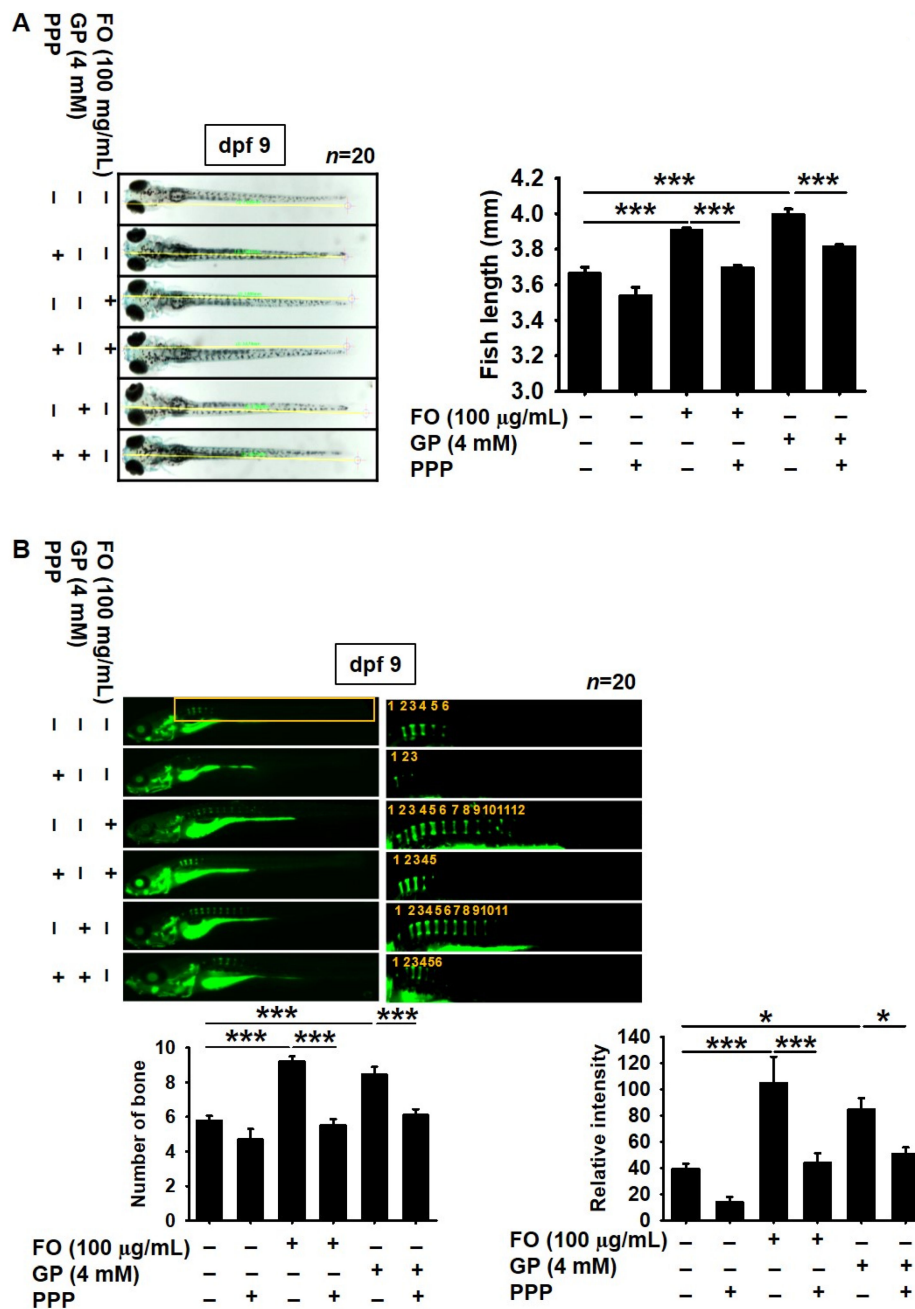 A
PPP
GP (4 mM)
FO (100 mg/mL)
dpf 9
n=20
– – –
+ – –
– – +
+ – +
– + –
+ + –
*** ***
*** ***
Fish length (mm)
4.2
4.0
3.8
3.6
3.4
3.2
3.0
FO (100 μg/mL) – – + + – –
GP (4 mM) – – – – + +
PPP – + – + – +
B
PPP
GP (4 mM)
FO (100 mg/mL)
dpf 9
n=20
– – –
+ – –
– – +
+ – +
– + –
+ + –
1 2 3 4 5 6
1 2 3
1 2 3 4 5 6 7 8 9 10 11 12
1 2 3 4 5
1 2 3 4 5 6 7 8 9 10 11
1 2 3 4 5 6
*** ***
*** ***
Number of bone
10
8
6
4
2
0
FO (100 μg/mL) – – + + – –
GP (4 mM) – – – – + +
PPP – + – + – +
* *
*** ***
Relative intensity
140
120
100
80
60
40
20
0
FO (100 μg/mL) – – + + – –
GP (4 mM) – – – – + +
PPP – + – + – +